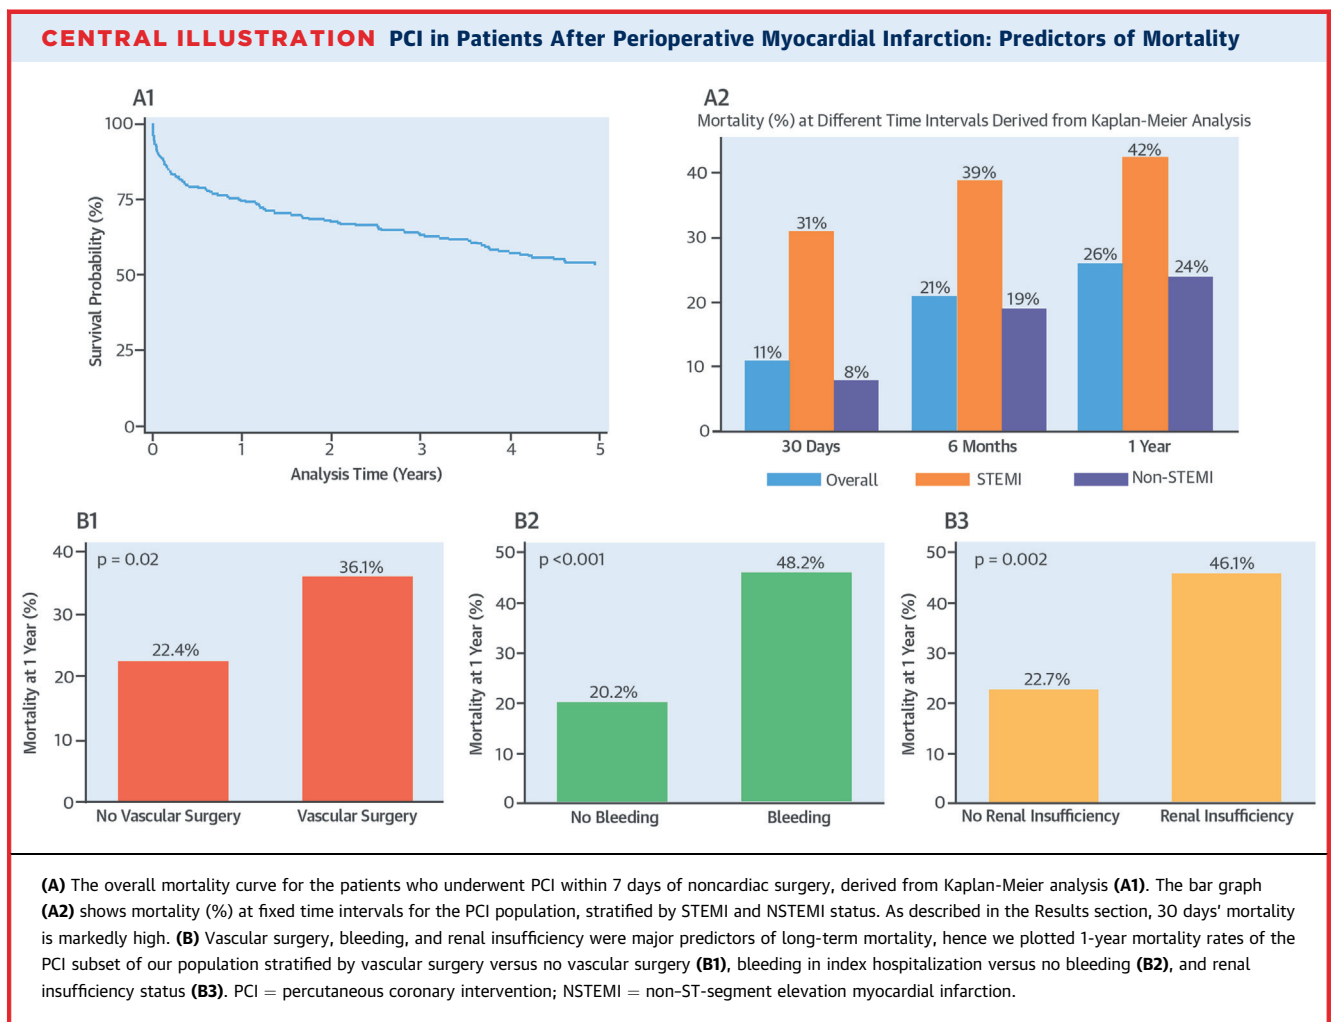 CENTRAL ILLUSTRATION PCI in Patients After Perioperative Myocardial Infarction: Predictors of Mortality
A1
100
75
50
25
0
Survival Probability (%)
0 1 2 3 4 5
Analysis Time (Years)
A2
Mortality (%) at Different Time Intervals Derived from Kaplan-Meier Analysis
40
30
20
10
0
11% 31% 8%
21% 39% 19%
26% 42% 24%
30 Days 6 Months 1 Year
Overall STEMI Non-STEMI
B1
p = 0.02
40
30
20
10
0
Mortality at 1 Year (%)
22.4% 36.1%
No Vascular Surgery Vascular Surgery
B2
p <0.001
50
40
30
20
10
0
Mortality at 1 Year (%)
20.2% 48.2%
No Bleeding Bleeding
B3
p = 0.002
50
40
30
20
10
0
Mortality at 1 Year (%)
22.7% 46.1%
No Renal Insufficiency Renal Insufficiency
(A) The overall mortality curve for the patients who underwent PCI within 7 days of noncardiac surgery, derived from Kaplan-Meier analysis (A1). The bar graph
(A2) shows mortality (%) at fixed time intervals for the PCI population, stratified by STEMI and NSTEMI status. As described in the Results section, 30 days' mortality
is markedly high. (B) Vascular surgery, bleeding, and renal insufficiency were major predictors of long-term mortality, hence we plotted 1-year mortality rates of the
PCI subset of our population stratified by vascular surgery versus no vascular surgery (B1), bleeding in index hospitalization versus no bleeding (B2), and renal
insufficiency status (B3). PCI = percutaneous coronary intervention; NSTEMI = non–ST-segment elevation myocardial infarction.